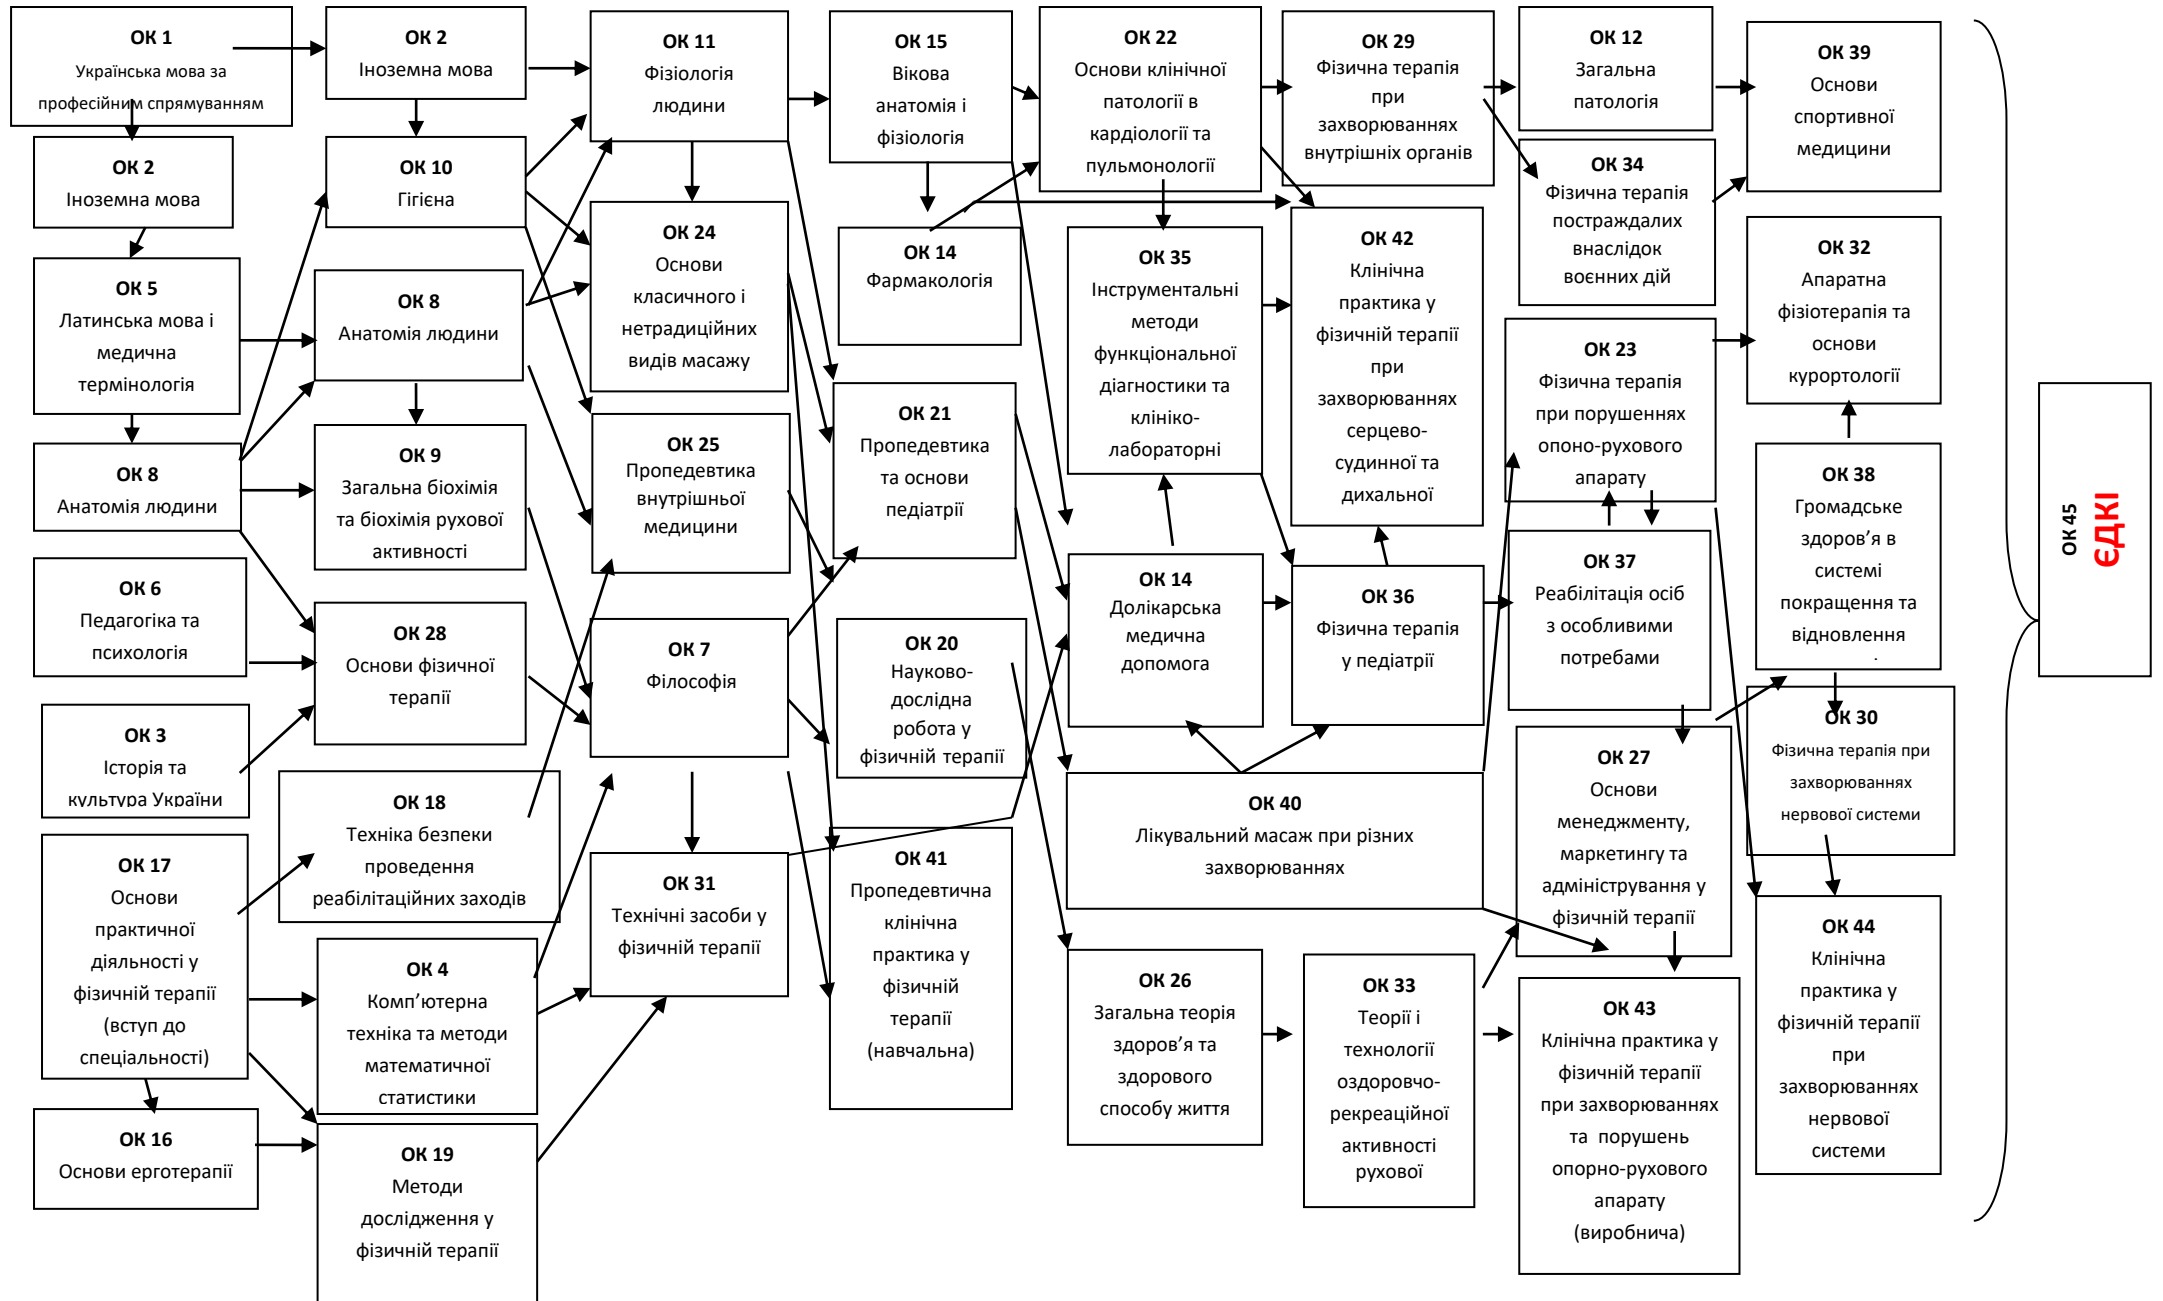 ОК 1
Українська мова за
професійним спрямуванням
ОК 2
Іноземна мова
ОК 5
Латинська мова і
медична
термінологія
ОК 8
Анатомія людини
ОК 6
Педагогіка та
психологія
ОК 3
Історія та
культура України
ОК 17
Основи
практичної
діяльності у
фізичній терапії
(вступ до
спеціальності)
ОК 16
Основи ерготерапії
ОК 2
Іноземна мова
ОК 10
Гігієна
ОК 8
Анатомія людини
ОК 9
Загальна біохімія
та біохімія рухової
активності
ОК 28
Основи фізичної
терапії
ОК 18
Техніка безпеки
проведення
реабілітаційних заходів
ОК 4
Комп’ютерна
техніка та методи
математичної
статистики
ОК 19
Методи
дослідження у
фізичній терапії
ОК 11
Фізіологія
людини
ОК 24
Основи
класичного і
нетрадиційних
видів масажу
ОК 25
Пропедевтика
внутрішньої
медицини
ОК 7
Філософія
ОК 31
Технічні засоби у
фізичній терапії
ОК 15
Вікова
анатомія і
фізіологія
ОК 14
Фармакологія
ОК 21
Пропедевтика
та основи
педіатрії
ОК 20
Науково-
дослідна
робота у
фізичній терапії
ОК 41
Пропедевтична
клінічна
практика у
фізичній
терапії
(навчальна)
ОК 22
Основи клінічної
патології в
кардіології та
пульмонології
ОК 35
Інструментальні
методи
функціональної
діагностики та
клініко-
лабораторні
ОК 14
Долікарська
медична
допомога
ОК 40
Лікувальний масаж при різних
захворюваннях
ОК 26
Загальна теорія
здоров’я та
здорового
способу життя
ОК 29
Фізична терапія
при
захворюваннях
внутрішніх органів
ОК 42
Клінічна
практика у
фізичній терапії
при
захворюваннях
серцево-
судинної та
дихальної
ОК 36
Фізична терапія
у педіатрії
ОК 33
Теорії і
технології
оздоровчо-
рекреаційної
активності
рухової
ОК 12
Загальна
патологія
ОК 34
Фізична терапія
постраждалих
внаслідок
воєнних дій
ОК 23
Фізична терапія
при порушеннях
опоно-рухового
апарату
ОК 37
Реабілітація осіб
з особливими
потребами
ОК 27
Основи
менеджменту,
маркетингу та
адміністрування у
фізичній терапії
ОК 43
Клінічна практика у
фізичній терапії
при захворюваннях
та порушень
опорно-рухового
апарату
(виробнича)
ОК 39
Основи
спортивної
медицини
ОК 32
Апаратна
фізіотерапія та
основи
курортології
ОК 38
Громадське
здоров’я в
системі
покращення та
відновлення
ОК 30
Фізична терапія при
захворюваннях
нервової системи
ОК 44
Клінічна
практика у
фізичній терапії
при
захворюваннях
нервової
системи
ОК 45
ЄДКІ